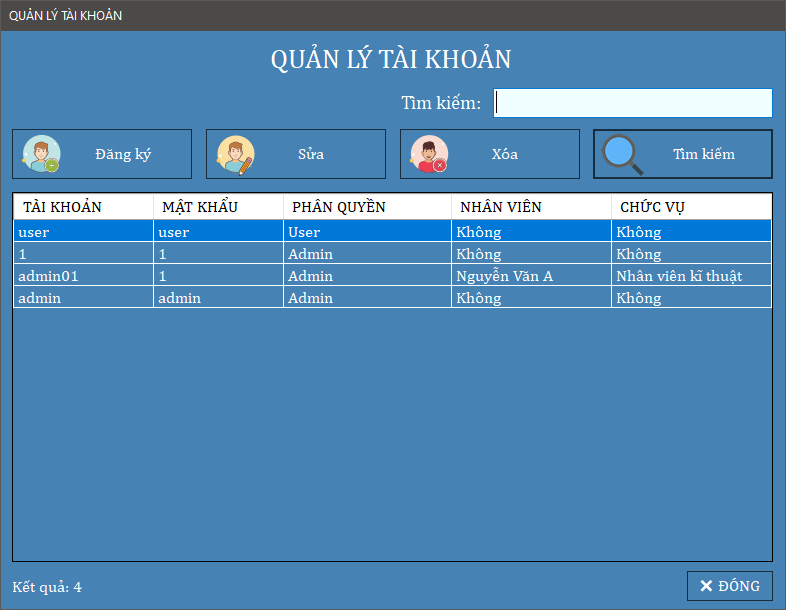 QUẢN LÝ TÀI KHOẢN
QUẢN LÝ TÀI KHOẢN
Tìm kiếm:
Đăng ký Sửa Xóa Tìm kiếm
TÀI KHOẢN MẬT KHẨU PHÂN QUYỀN NHÂN VIÊN CHỨC VỤ
user user User Không Không
1 1 Admin Không Không
admin01 1 Admin Nguyễn Văn A Nhân viên kĩ thuật
admin admin Admin Không Không
Kết quả: 4 ĐÓNG